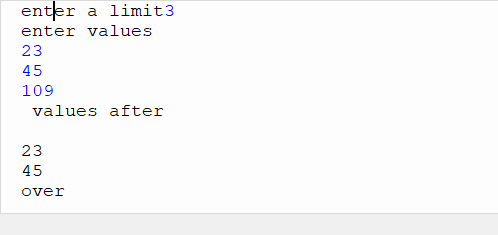 enter a limit3
enter values
23
45
109
values after
23
45
over